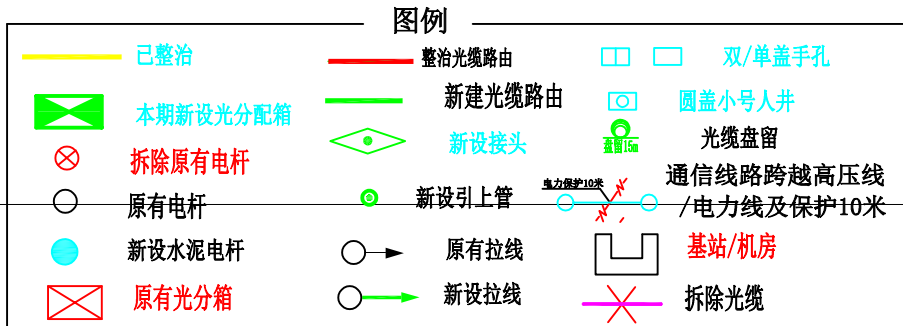 图例
已整治
整治光缆路由
双/单盖手孔
本期新设光分配箱
新建光缆路由
圆盖小号人井
拆除原有电杆
新设接头
盘留15m
光缆盘留
原有电杆
新设引上管
电力保护10米
通信线路跨越高压线
/电力线及保护10米
新设水泥电杆
原有拉线
基站/机房
原有光分箱
新设拉线
拆除光缆